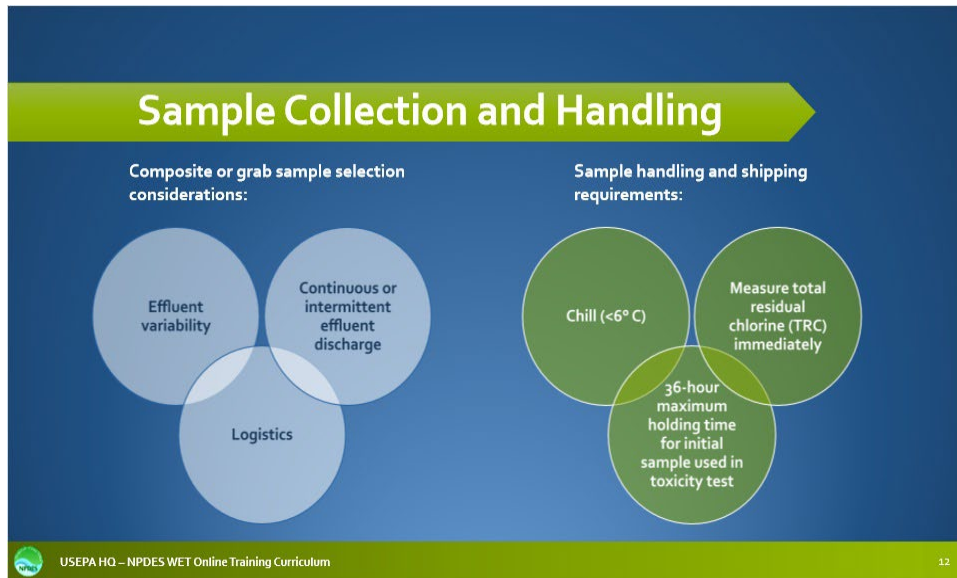 Sample Collection and Handling
Composite or grab sample selection
considerations:
Effluent
variability
Continuous or
intermittent
effluent
discharge
Logistics
Sample handling and shipping
requirements:
Chill (<6° C)
Measure total
residual
chlorine (TRC)
immediately
36-hour
maximum
holding time
for initial
sample used in
toxicity test
NPDES
USEPA HQ – NPDES WET Online Training Curriculum
12